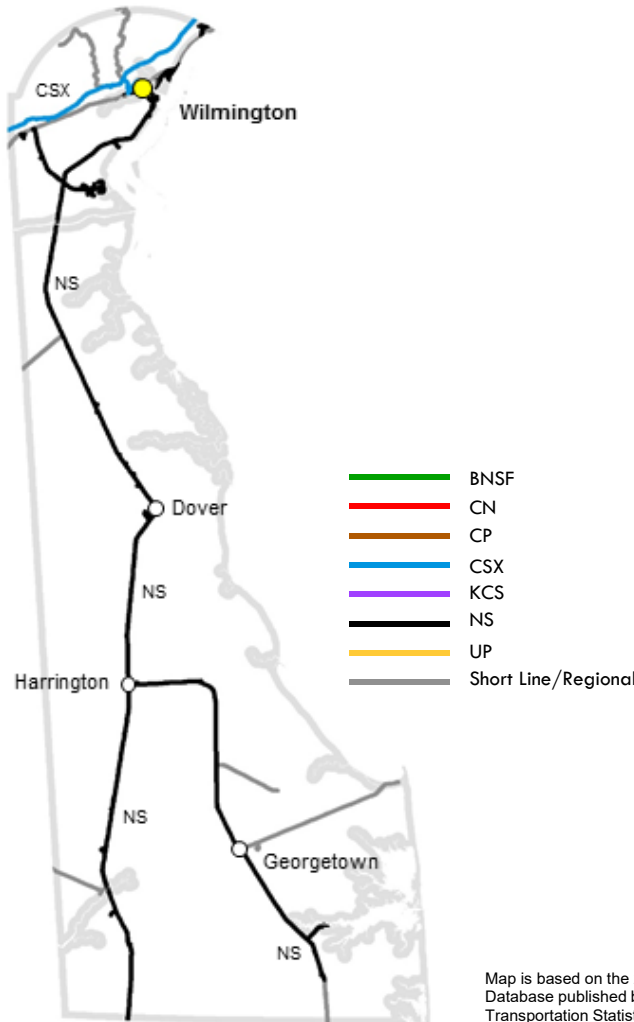 CSX
Wilmington
NS
Dover
NS
Harrington
NS
Georgetown
NS
BNSF
CN
CP
CSX
KCS
NS
UP
Short Line/Regional
Map is based on the
Database published b
Transportation Statist